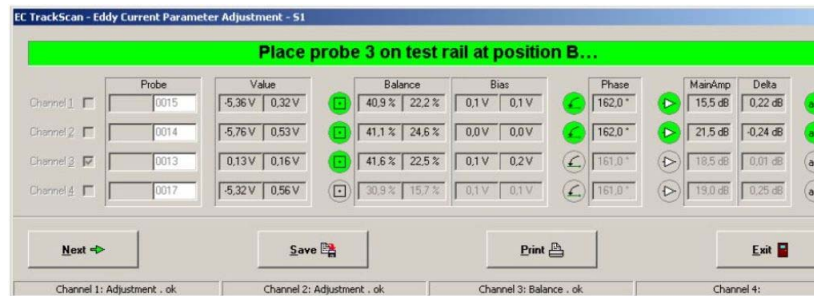 EC TrackScan - Eddy Current Parameter Adjustment - S1
Place probe 3 on test rail at position B...
Probe Value Balance Bias Phase MainAmp Delta
Channel 1 0015 -5,36 V 0,32 V 40,9 % 22,2 % 0,1 V 0,1 V 162,0 ° 15,5 dB 0,22 dB a
Channel 2 0014 -5,76 V 0,53 V 41,1 % 24,6 % 0,0 V 0,0 V 162,0 ° 21,5 dB -0,24 dB a
Channel 3 0013 0,13 V 0,16 V 41,6 % 22,5 % 0,1 V 0,2 V 161,0 ° 18,5 dB 0,01 dB a
Channel 4 0017 -5,32 V 0,56 V 30,9 % 15,7 % 0,1 V 0,1 V 161,0 ° 19,0 dB 0,25 dB a
Next Save Print Exit
Channel 1: Adjustment . ok Channel 2: Adjustment . ok Channel 3: Balance . ok Channel 4: